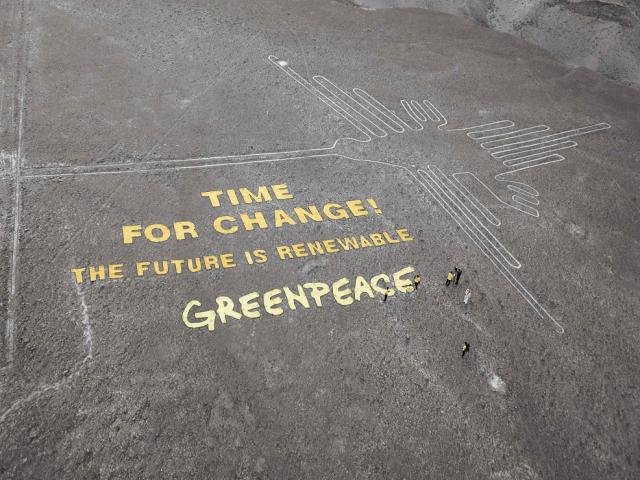 TIME
FOR CHANGE!
THE FUTURE IS RENEWABLE
GREENPEACE